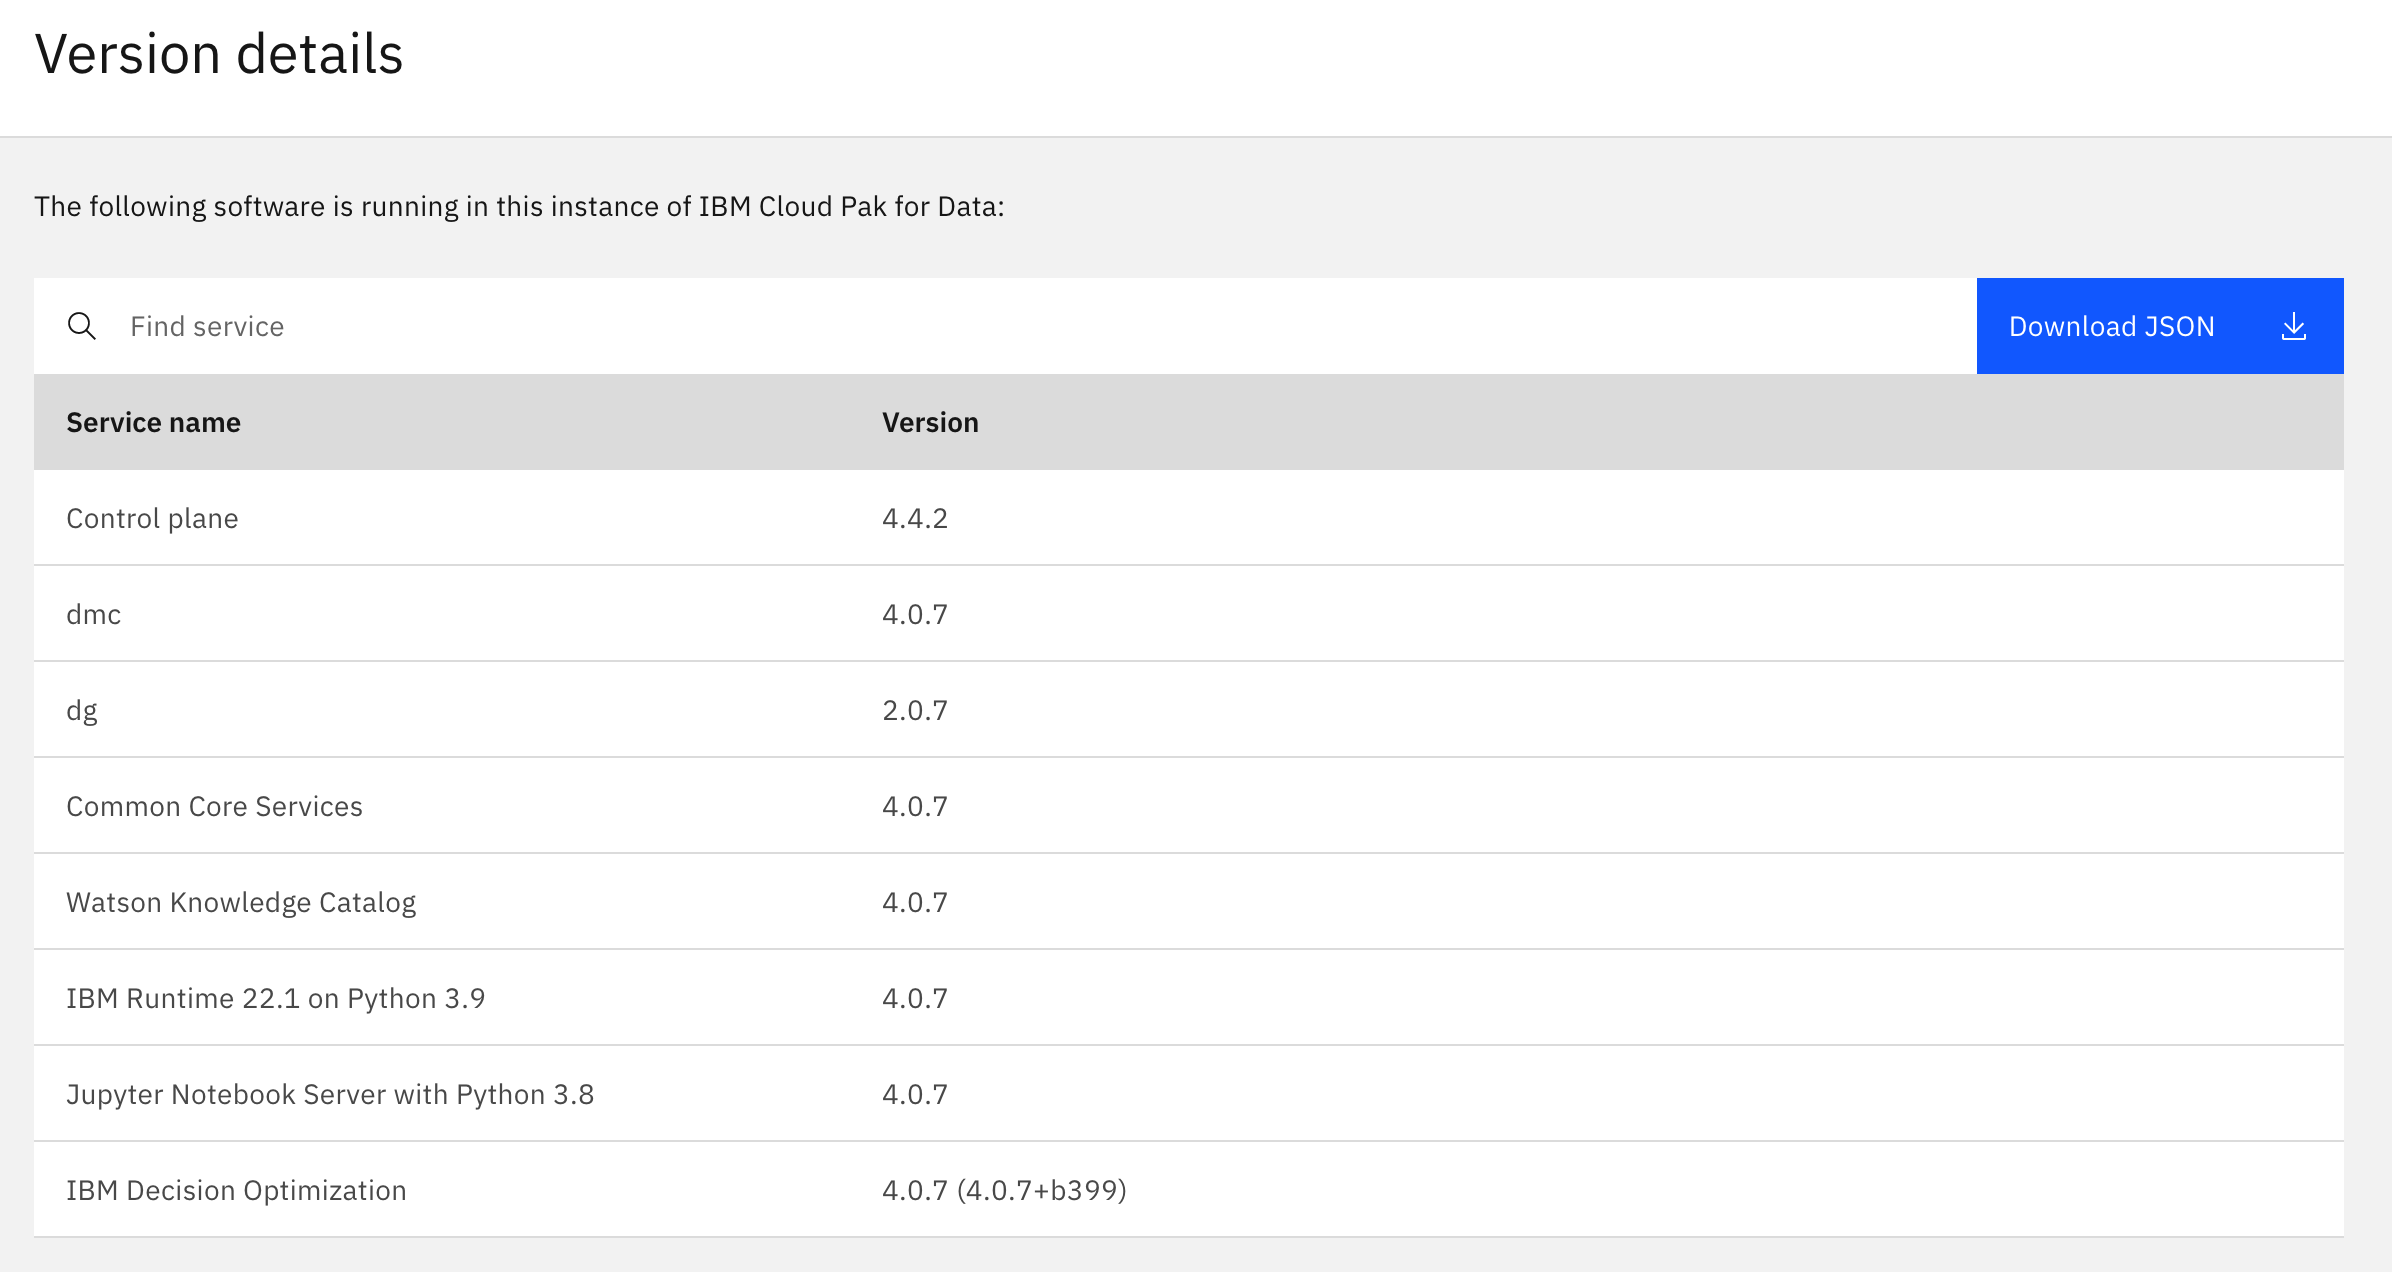 Version details
The following software is running in this instance of IBM Cloud Pak for Data:
Find service
Download JSON
Service name Version
Control plane 4.4.2
dmc 4.0.7
dg 2.0.7
Common Core Services 4.0.7
Watson Knowledge Catalog 4.0.7
IBM Runtime 22.1 on Python 3.9 4.0.7
Jupyter Notebook Server with Python 3.8 4.0.7
IBM Decision Optimization 4.0.7 (4.0.7+b399)